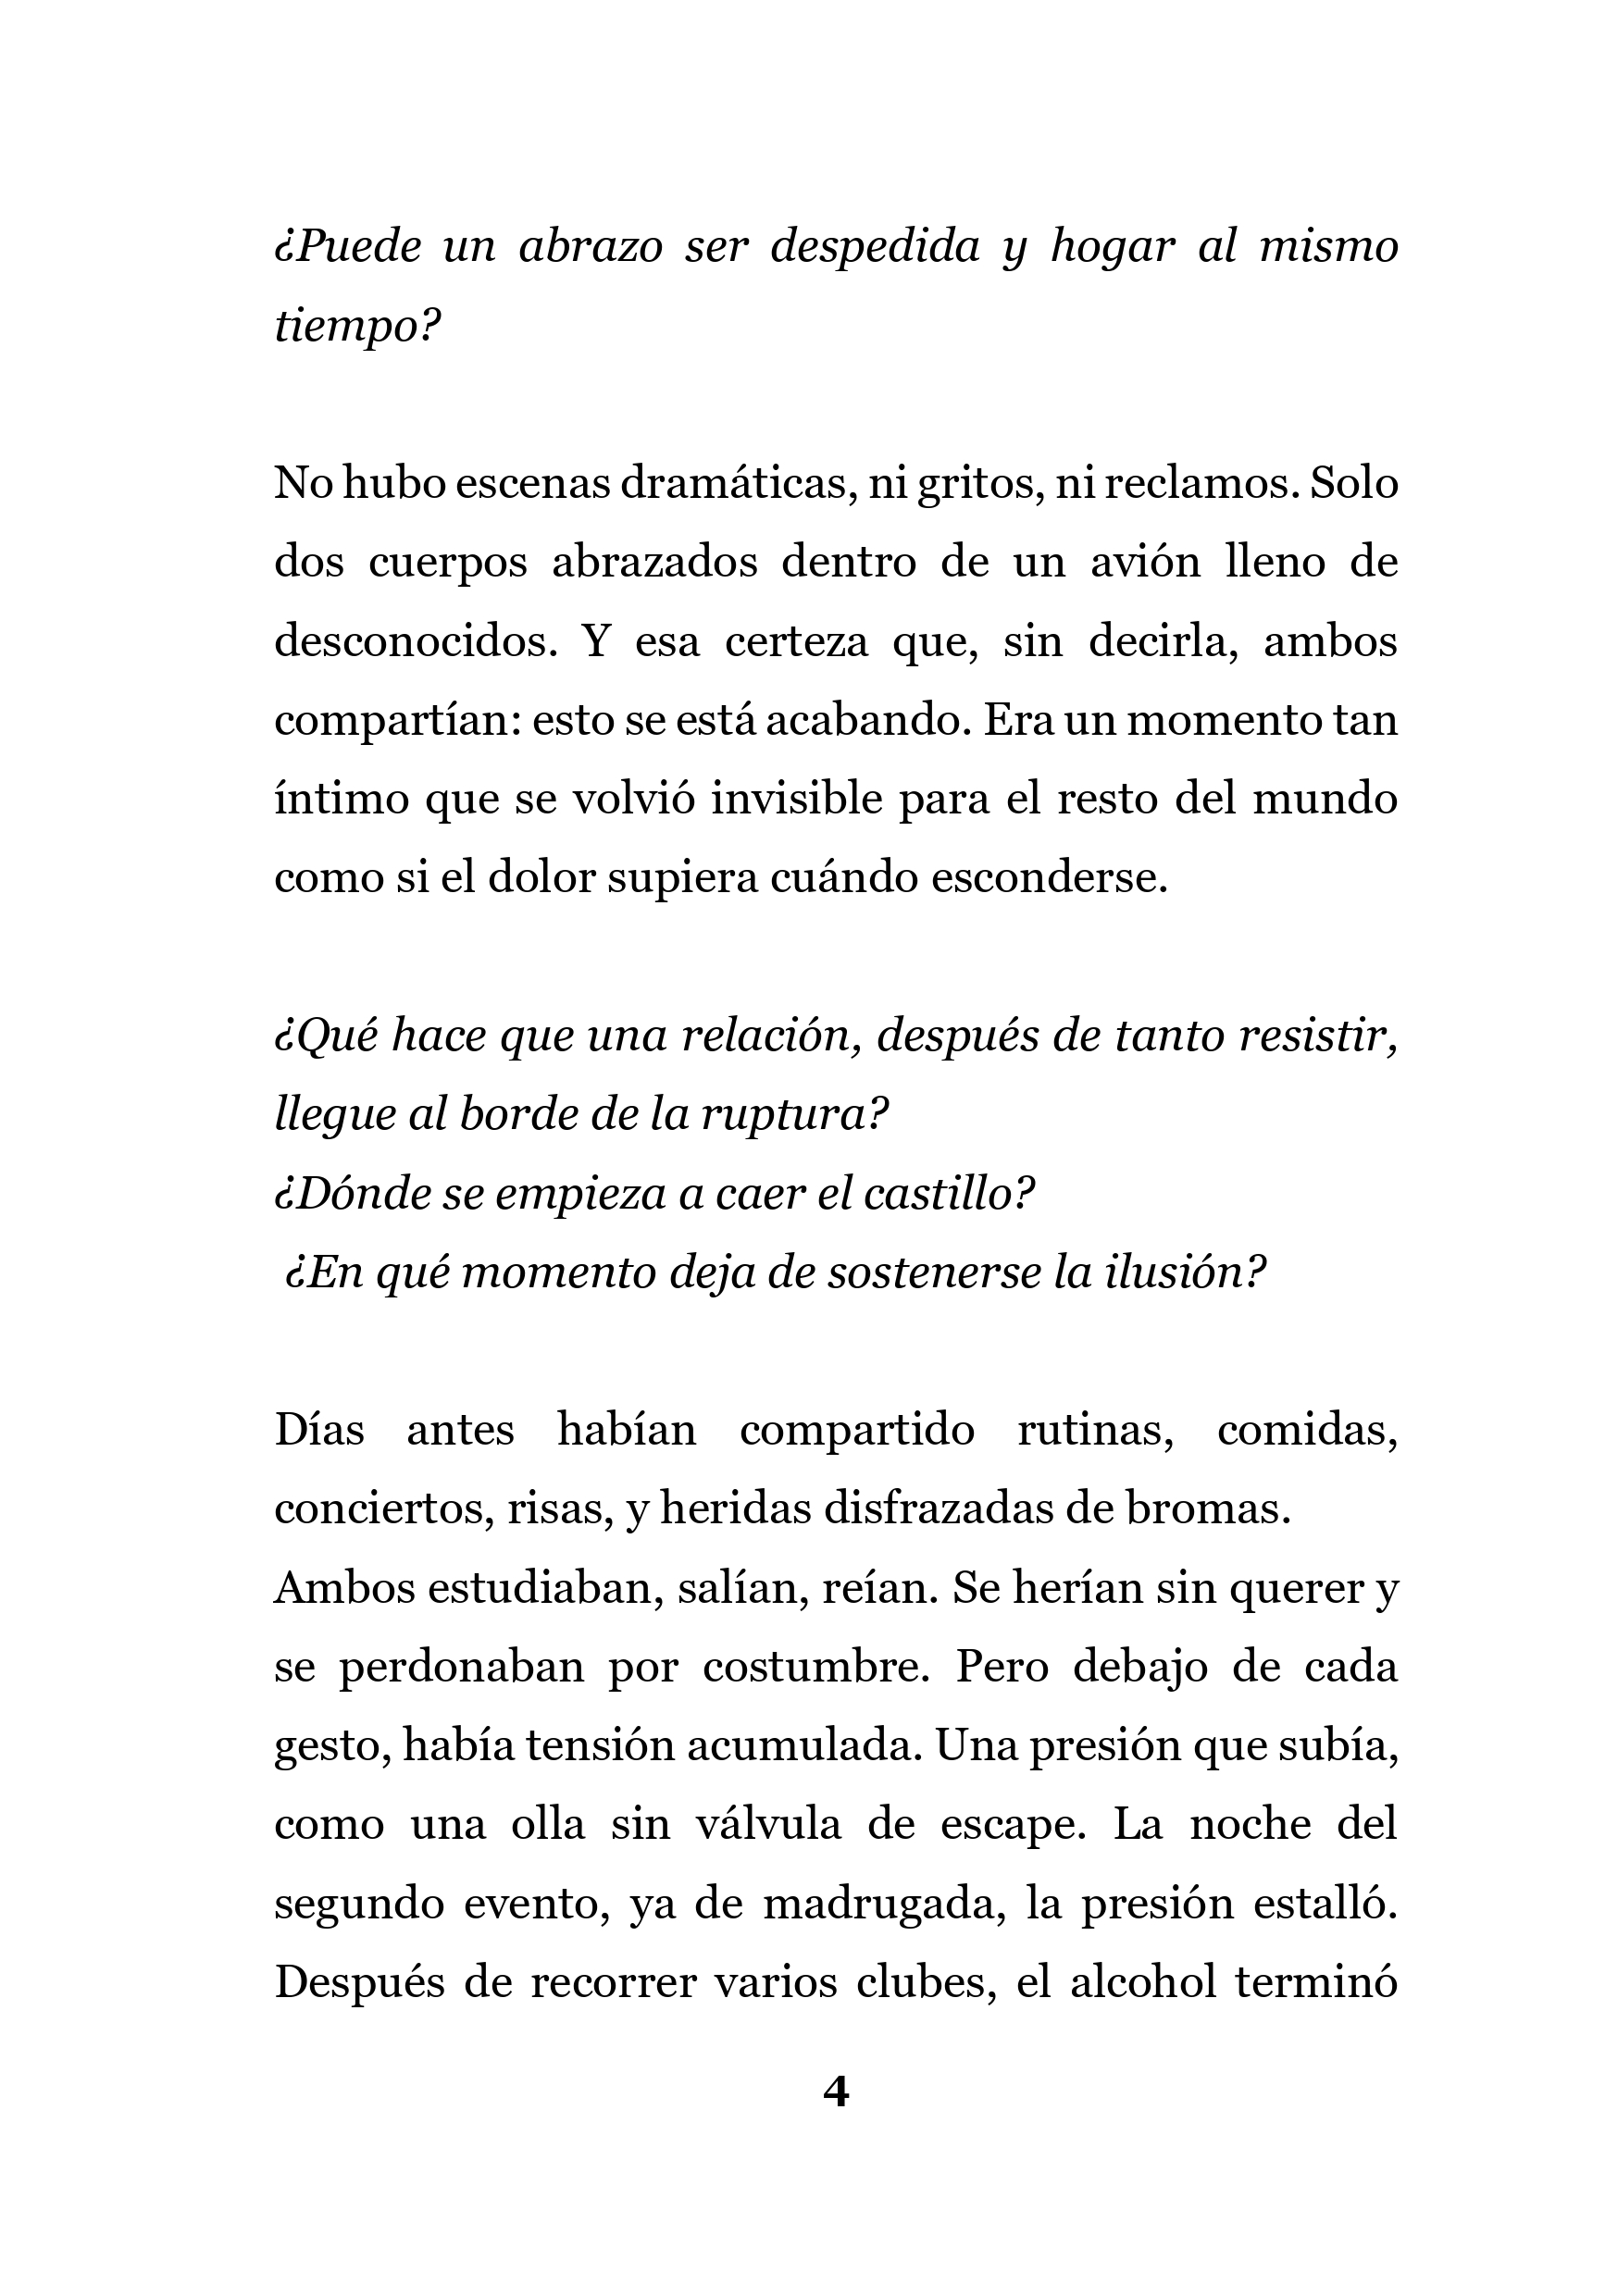 ¿Puede un abrazo ser despedida y hogar al mismo
tiempo?
No hubo escenas dramáticas, ni gritos, ni reclamos. Solo
dos cuerpos abrazados dentro de un avión lleno de
desconocidos. Y esa certeza que, sin decirla, ambos
compartían: esto se está acabando. Era un momento tan
íntimo que se volvió invisible para el resto del mundo
como si el dolor supiera cuándo esconderse.
¿Qué hace que una relación, después de tanto resistir,
llegue al borde de la ruptura?
¿Dónde se empieza a caer el castillo?
¿En qué momento deja de sostenerse la ilusión?
Días antes habían compartido rutinas, comidas,
conciertos, risas, y heridas disfrazadas de bromas.
Ambos estudiaban, salían, reían. Se herían sin querer y
se perdonaban por costumbre. Pero debajo de cada
gesto, había tensión acumulada. Una presión que subía,
como una olla sin válvula de escape. La noche del
segundo evento, ya de madrugada, la presión estalló.
Después de recorrer varios clubes, el alcohol terminó
4